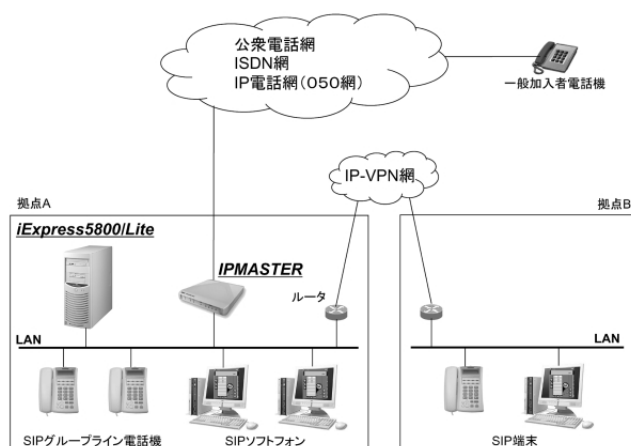 公衆電話網
ISDN網
IP電話網(050網)
一般加入者電話機
IP-VPN網
拠点A
拠点B
iExpress5800/Lite
IPMASTER
ルータ
LAN
LAN
SIPグループライン電話機
SIPソフトフォン
SIP端末